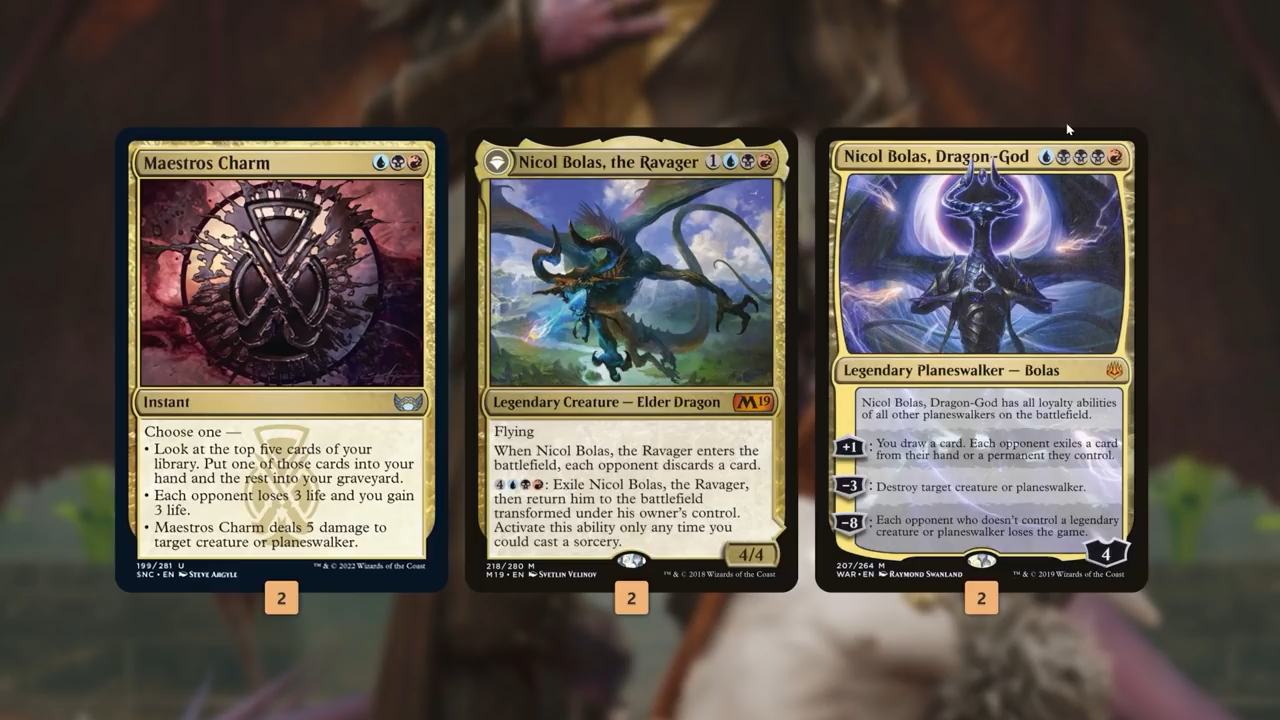 Maestros Charm
Instant
Choose one —
• Look at the top five cards of your
library. Put one of those cards into your
hand and the rest into your graveyard.
• Each opponent loses 3 life and you gain
3 life.
• Maestros Charm deals 5 damage to
target creature or planeswalker.
199/281 U
SNC • EN Steve Argyle
™ & © 2022 Wizards of the Coast
2
Nicol Bolas, the Ravager 1
Legendary Creature — Elder Dragon M19
Flying
When Nicol Bolas, the Ravager enters the
battlefield, each opponent discards a card.
4: Exile Nicol Bolas, the Ravager,
then return him to the battlefield
transformed under his owner's control.
Activate this ability only any time you
could cast a sorcery.
4/4
218/280 M
M19 • EN Svetlin Velinov
™ & © 2018 Wizards of the Coast
2
Nicol Bolas, Dragon-God
Legendary Planeswalker — Bolas
Nicol Bolas, Dragon-God has all loyalty abilities
of all other planeswalkers on the battlefield.
+1: You draw a card. Each opponent exiles a card
from their hand or a permanent they control.
−3: Destroy target creature or planeswalker.
−8: Each opponent who doesn't control a legendary
creature or planeswalker loses the game.
4
207/264 M
WAR • EN Raymond Swanland
™ & © 2019 Wizards of the Coast
2